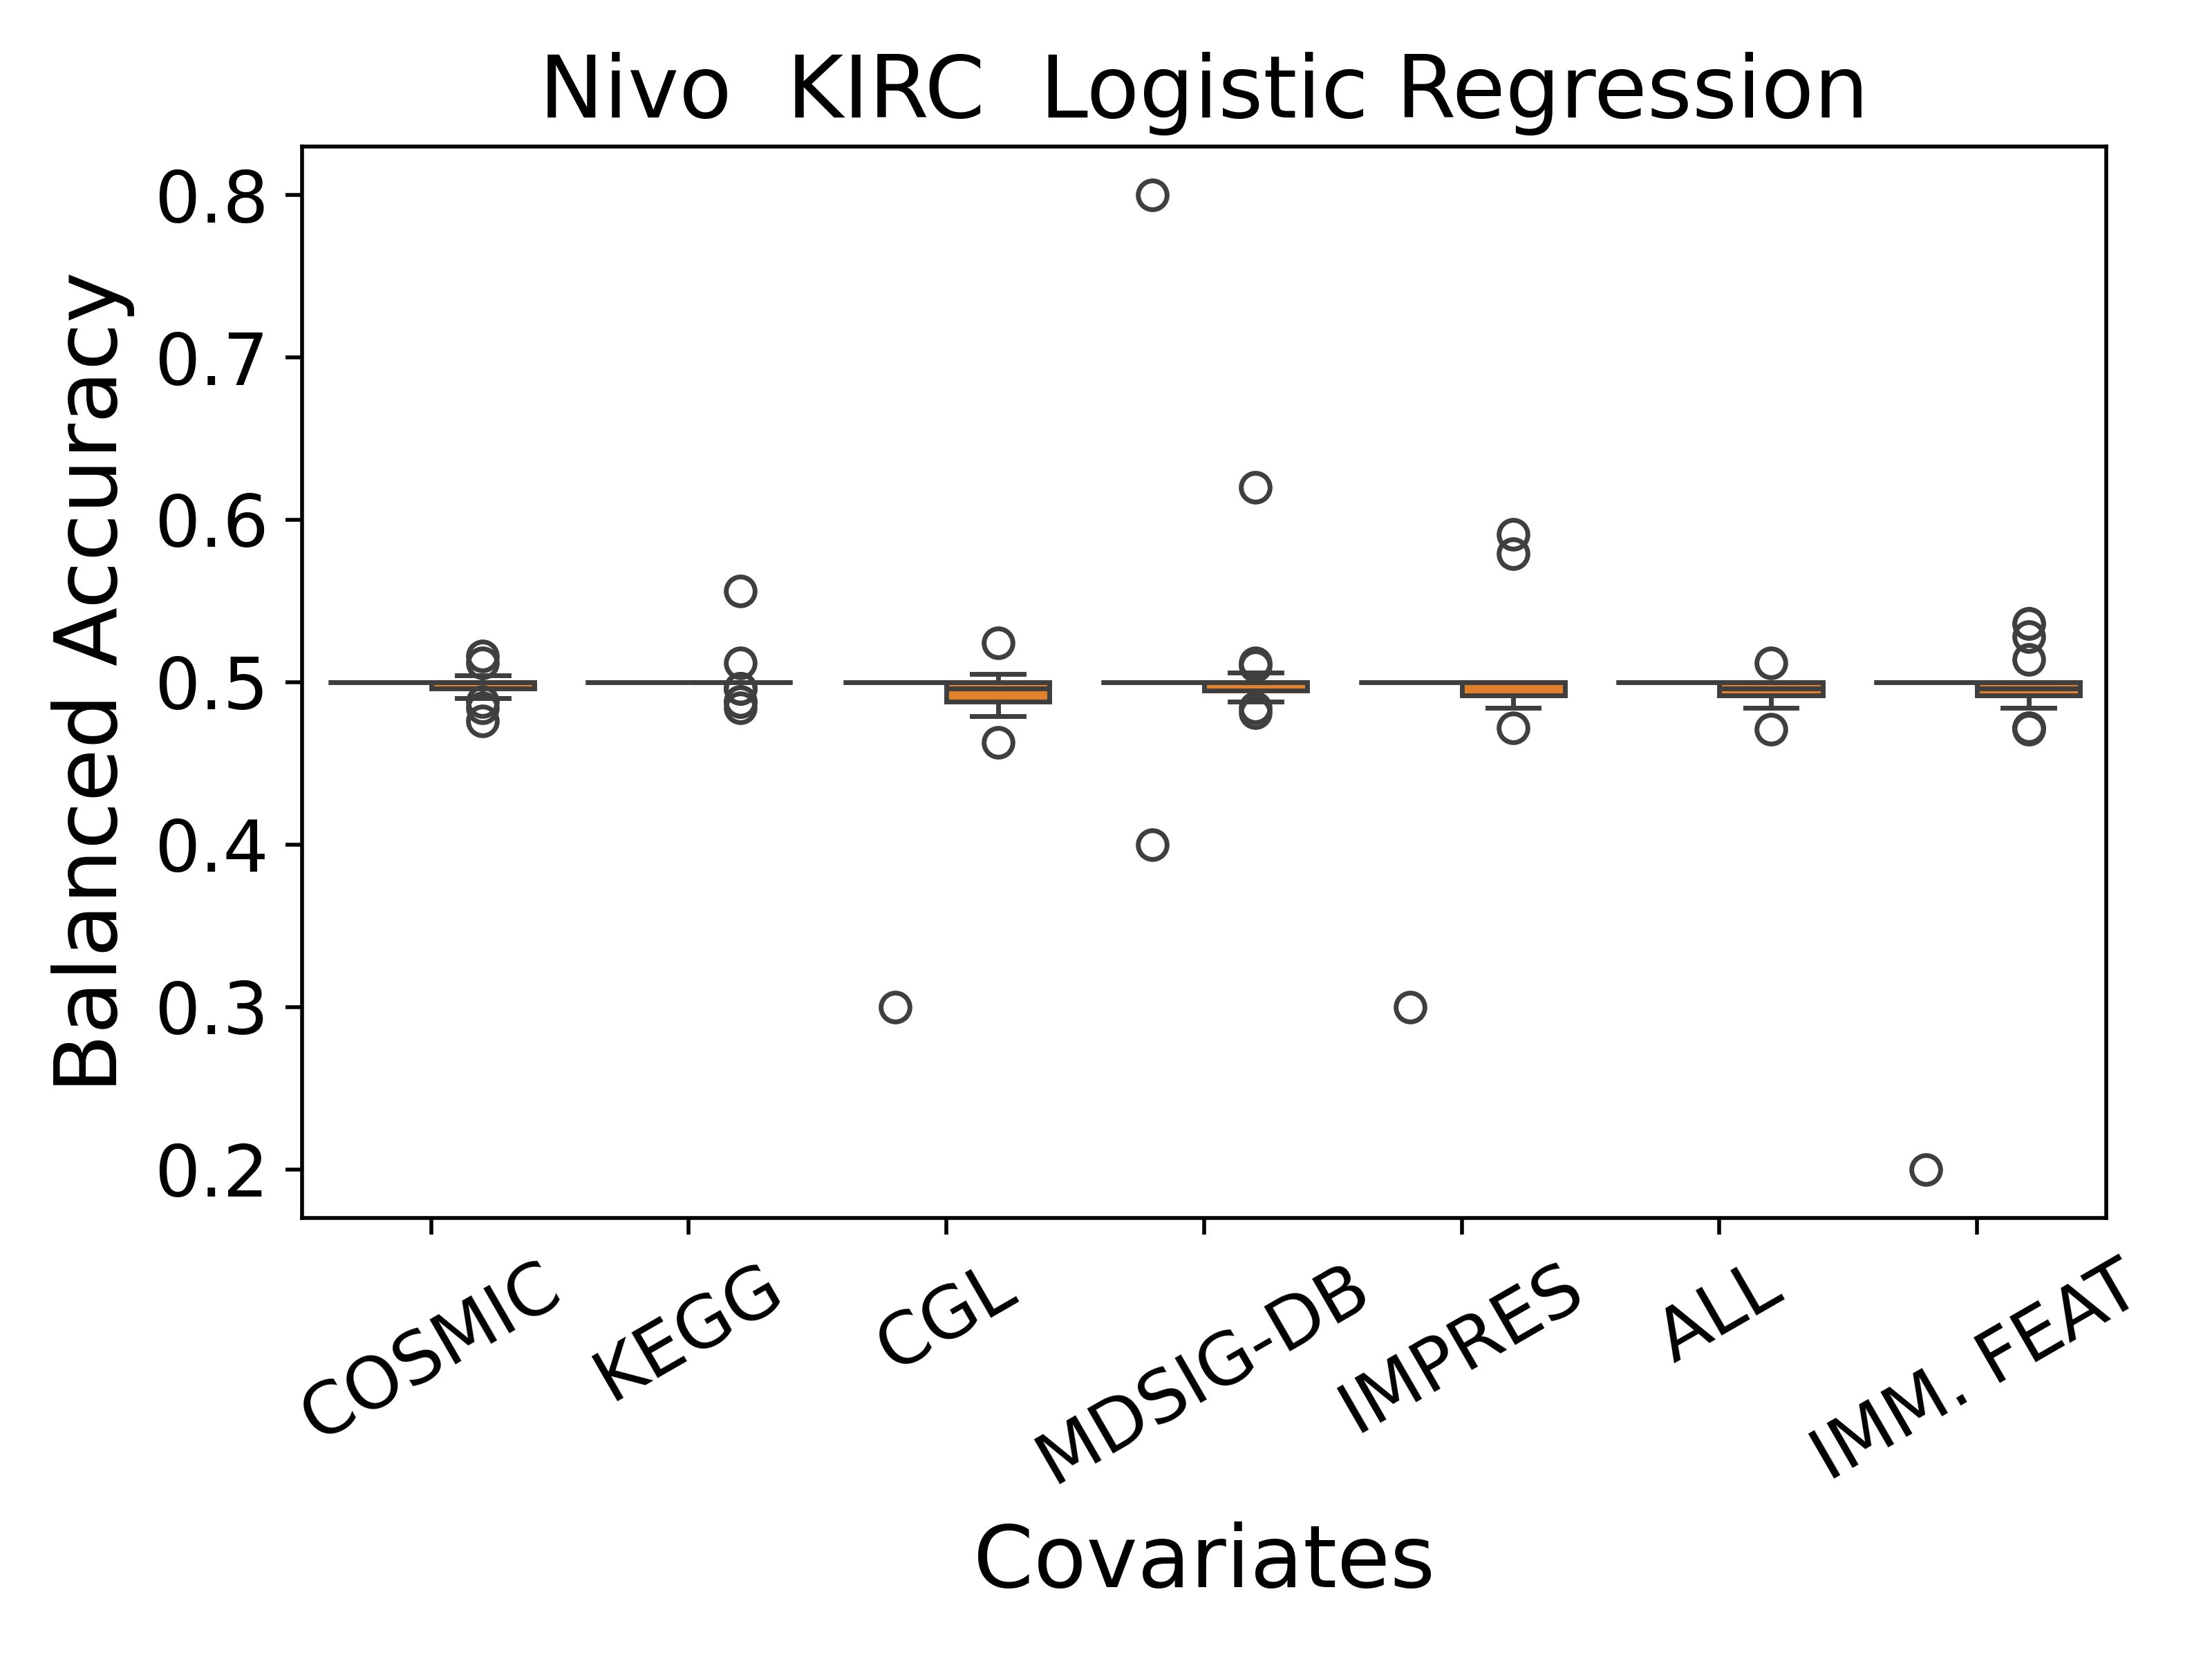 Nivo KIRC Logistic Regression
Balanced Accuracy
0.8
0.7
0.6
0.5
0.4
0.3
0.2
COSMIC
KEGG
CGL
MDSIG-DB
IMPRES
ALL
IMM. FEAT
Covariates